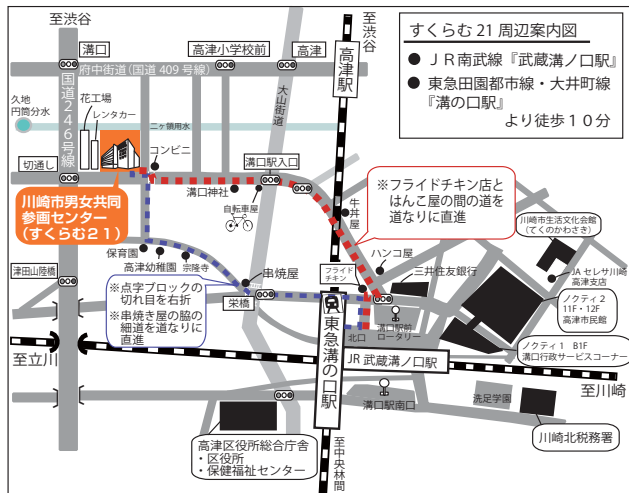 至渋谷
溝口
高津小学校前
高津
至渋谷
すくらむ21 周辺案内図
● ＪＲ南武線『武蔵溝ノ口駅』
● 東急田園都市線・大井町線
『溝の口駅』
より徒歩１０分
府中街道(国道 409 号線)
国道246号線
高津駅
大山街道
久地
円筒分水
花工場
レンタカー
二ヶ領用水
コンビニ
切通し
溝口駅入口
川崎市男女共同
参画センター
(すくらむ２１)
溝口神社
自転車屋
牛丼屋
※フライドチキン店と
はんこ屋の間の道を
道なりに直進
川崎市生活文化会館
(てくのかわさき)
保育園
高津幼稚園
宗隆寺
串焼屋
ハンコ屋
三井住友銀行
JA セレサ川崎
高津支店
津田山陸橋
フライド
チキン
※点字ブロックの
切れ目を右折
※串焼き屋の脇の
細道を道なりに
直進
栄橋
ノクティ２
11F・12F
高津市民館
溝口駅前
ロータリー
北口
東急溝の口駅
ノクティ１ B1F
溝口行政サービスコーナー
至立川
JR 武蔵溝ノ口駅
至川崎
溝口駅南口
洗足学園
川崎北税務署
高津区役所総合庁舎
・区役所
・保健福祉センター
至中央林間